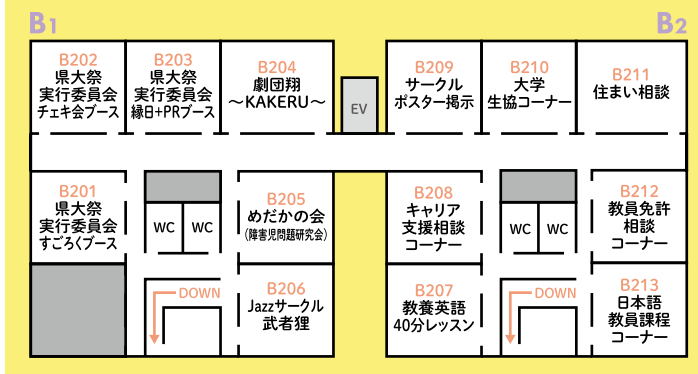 B1
B2
B202
県大祭
実行委員会
チェキ会ブース
B203
県大祭
実行委員会
縁日+PRブース
B204
劇団翔
〜KAKERU〜
EV
B209
サークル
ポスター掲示
B210
大学
生協コーナー
B211
住まい相談
B201
県大祭
実行委員会
すごろくブース
WC
WC
B205
めだかの会
(障害児問題研究会)
B208
キャリア
支援相談
コーナー
WC
WC
B212
教員免許
相談
コーナー
DOWN
B206
Jazzサークル
武者狸
B207
教養英語
40分レッスン
DOWN
B213
日本語
教員課程
コーナー